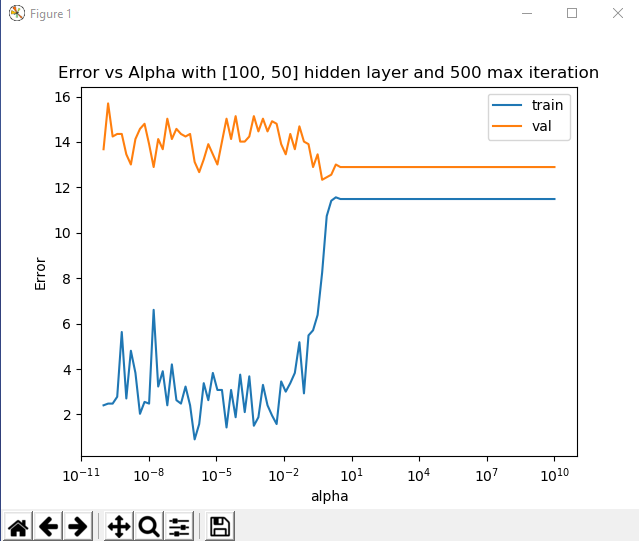 Figure 1
Error vs Alpha with [100, 50] hidden layer and 500 max iteration
train
val
16
14
12
10
8
6
4
2
Error
10⁻¹¹ 10⁻⁸ 10⁻⁵ 10⁻² 10¹ 10⁴ 10⁷ 10¹⁰
alpha